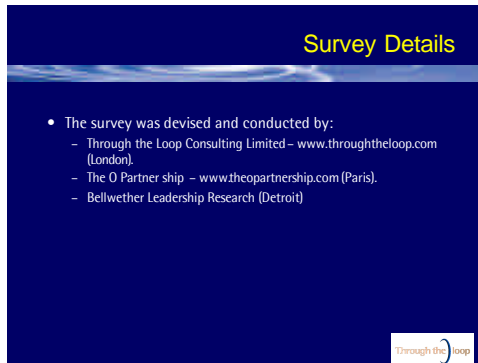 Survey Details
• The survey was devised and conducted by:
– Through the Loop Consulting Limited – www.throughtheloop.com
(London).
– The O Partner ship – www.theopartnership.com (Paris).
– Bellwether Leadership Research (Detroit)
Through the loop